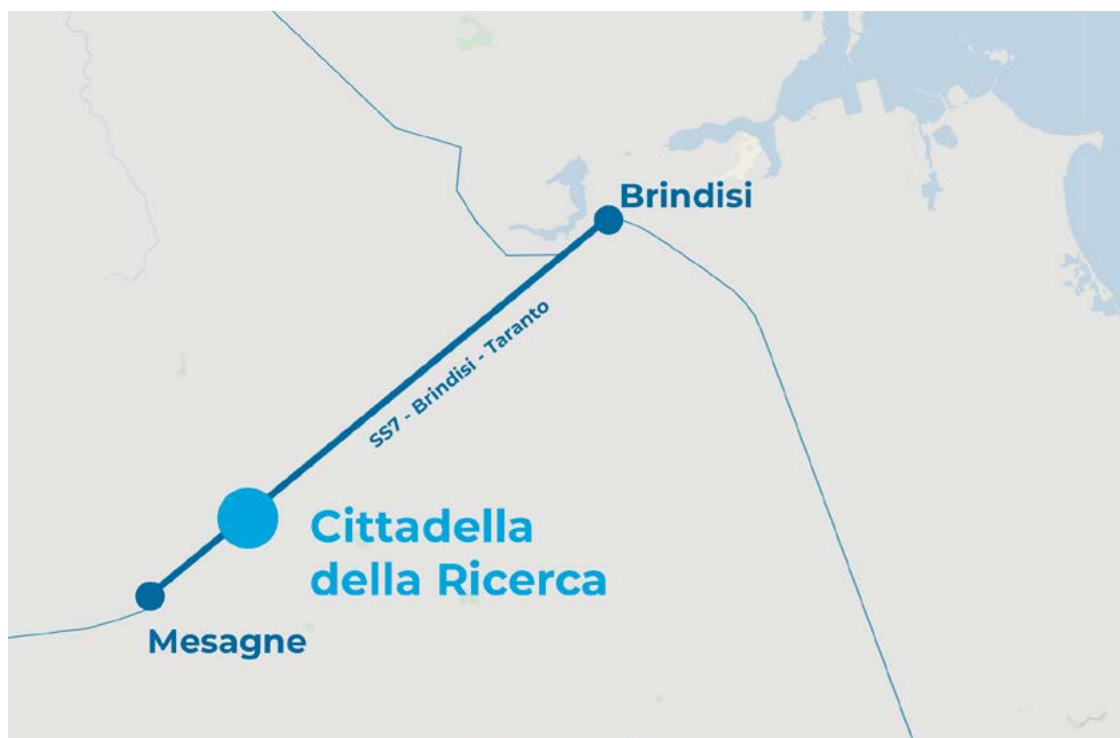 Brindisi
SS7 - Brindisi - Taranto
Cittadella
della Ricerca
Mesagne